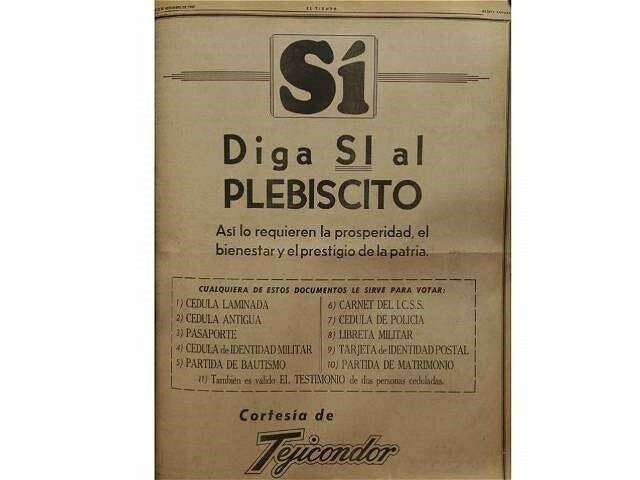 EL TIEMPO
Sí
Diga SI al
PLEBISCITO
Así lo requieren la prosperidad, el
bienestar y el prestigio de la patria.
CUALQUIERA DE ESTOS DOCUMENTOS LE SIRVE PARA VOTAR:
1) CEDULA LAMINADA
2) CEDULA ANTIGUA
3) PASAPORTE
4) CEDULA de IDENTIDAD MILITAR
5) PARTIDA DE BAUTISMO
6) CARNET DEL I.C.S.S.
7) CEDULA DE POLICIA
8) LIBRETA MILITAR
9) TARJETA de IDENTIDAD POSTAL
10) PARTIDA DE MATRIMONIO
11) También es válido EL TESTIMONIO de dos personas ceduladas.
Cortesía de
Tejicondor